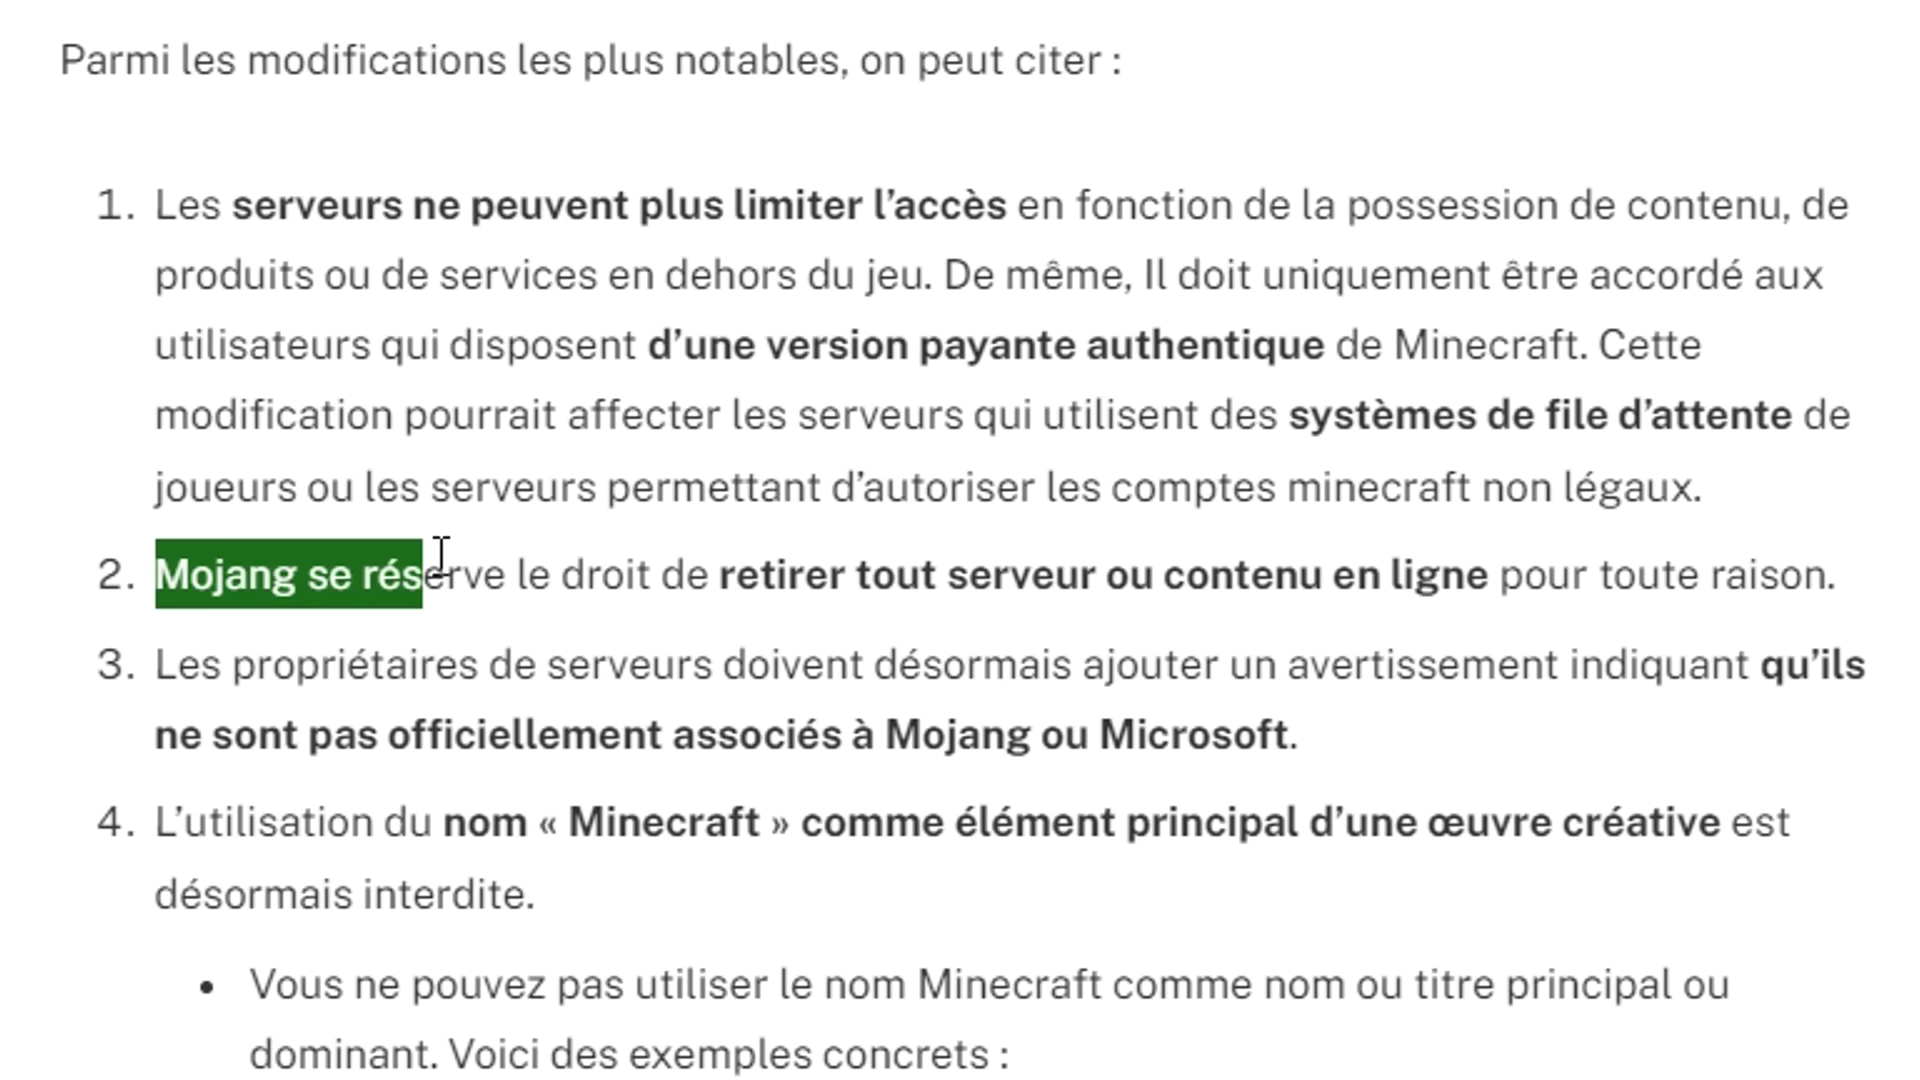 Parmi les modifications les plus notables, on peut citer :
1. Les serveurs ne peuvent plus limiter l’accès en fonction de la possession de contenu, de
produits ou de services en dehors du jeu. De même, Il doit uniquement être accordé aux
utilisateurs qui disposent d’une version payante authentique de Minecraft. Cette
modification pourrait affecter les serveurs qui utilisent des systèmes de file d’attente de
joueurs ou les serveurs permettant d’autoriser les comptes minecraft non légaux.
2. Mojang se réserve le droit de retirer tout serveur ou contenu en ligne pour toute raison.
3. Les propriétaires de serveurs doivent désormais ajouter un avertissement indiquant qu’ils
ne sont pas officiellement associés à Mojang ou Microsoft.
4. L’utilisation du nom « Minecraft » comme élément principal d’une œuvre créative est
désormais interdite.
• Vous ne pouvez pas utiliser le nom Minecraft comme nom ou titre principal ou
dominant. Voici des exemples concrets :